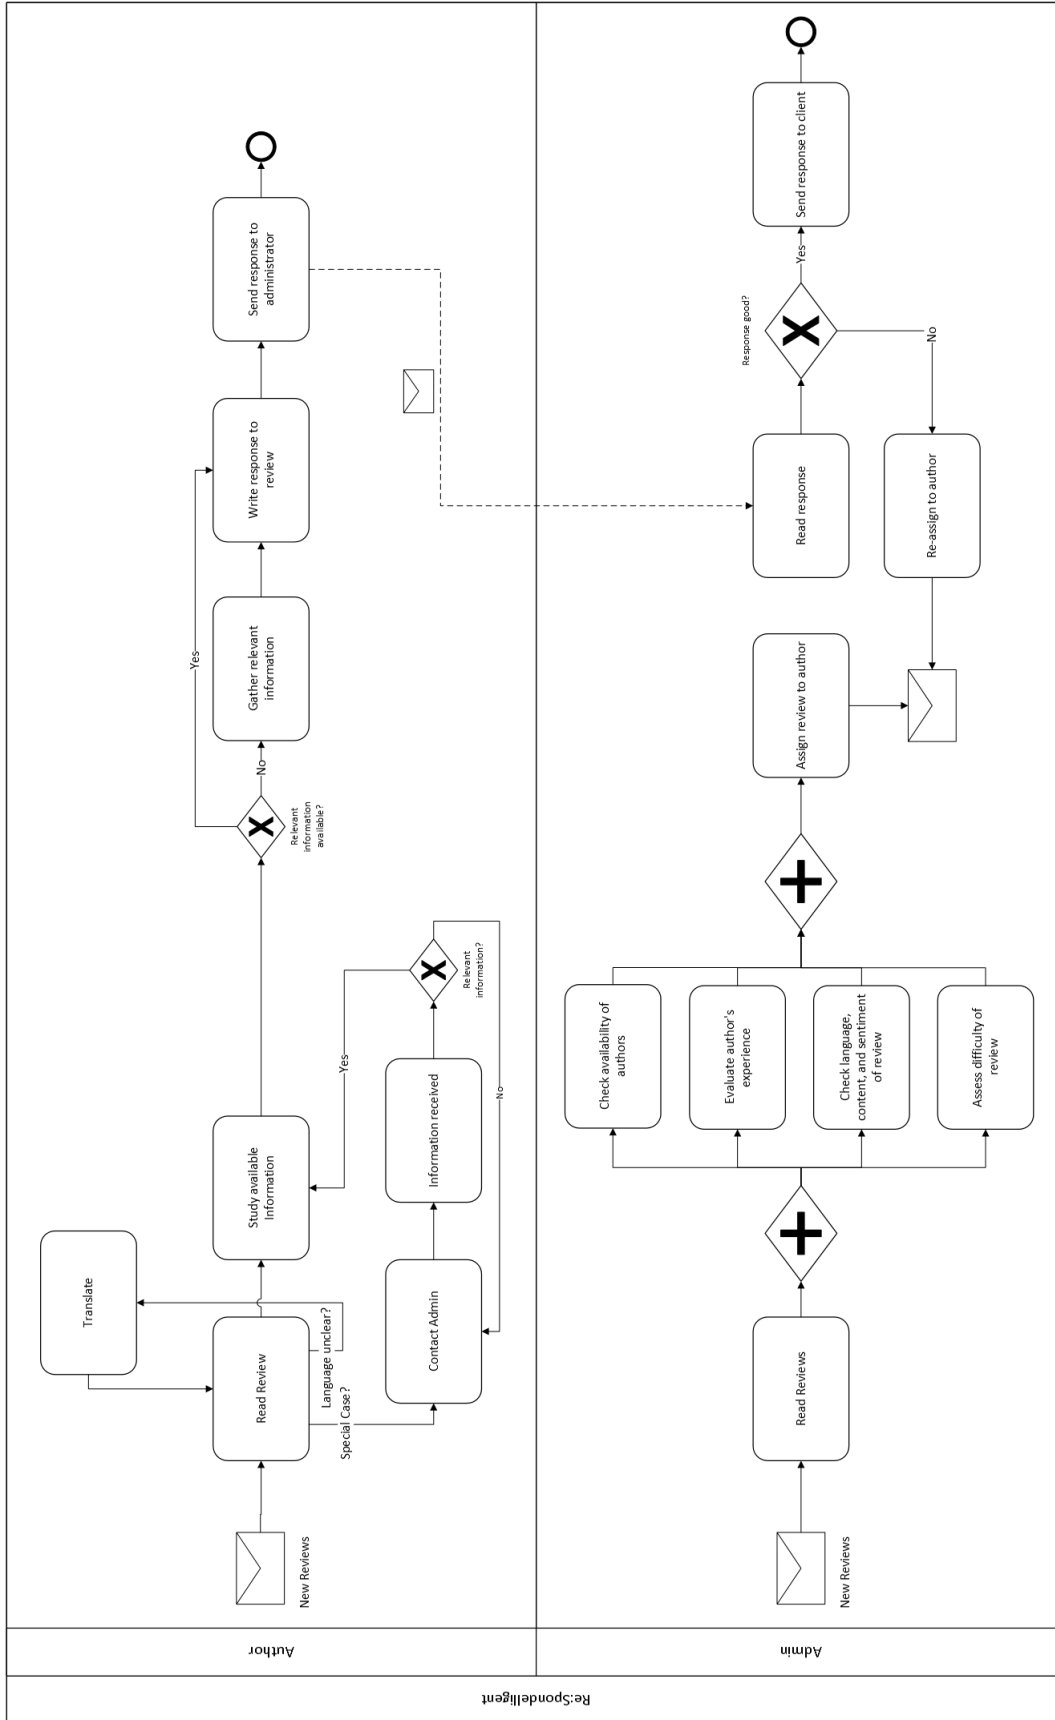 Re:Spondelligent
Author
New Reviews
Read Review
Language unclear?
Special Case?
Translate
Contact Admin
Information received
Relevant
information?
Yes
No
Study available
Information
Relevant
information
available?
Yes
No
Gather relevant
information
Write response to
review
Send response to
administrator
Admin
New Reviews
Read Reviews
Check availability of
authors
Evaluate author's
experience
Check language,
content, and sentiment
of review
Assess difficulty of
review
Assign review to author
Read response
Re-assign to author
Response good?
Yes
No
Send response to client